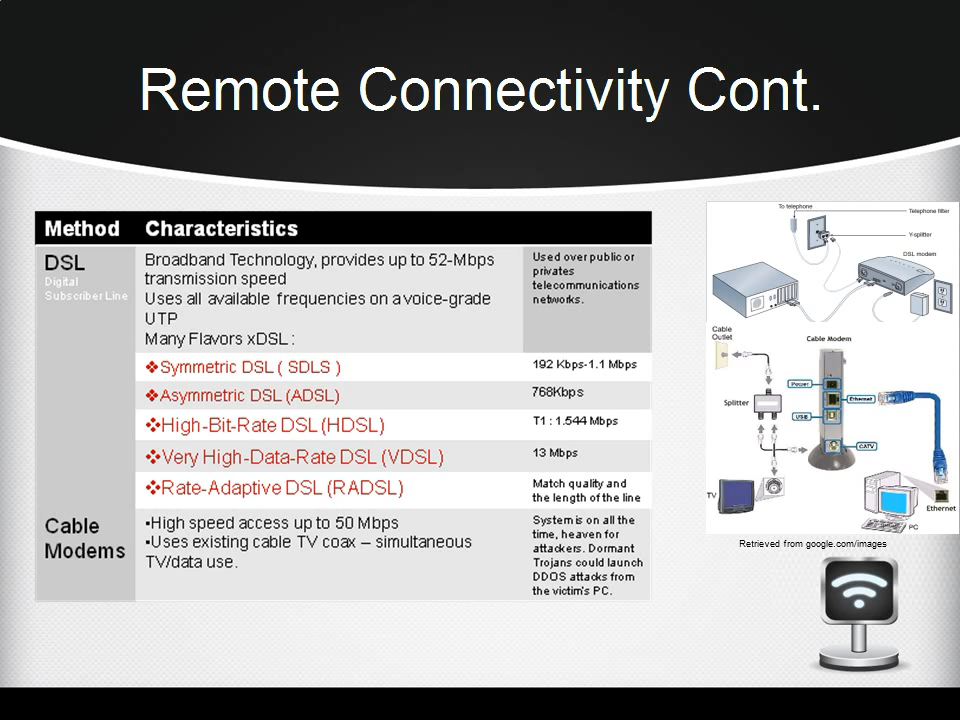 Remote Connectivity Cont.
Method Characteristics
DSL
Digital
Subscriber Line
Broadband Technology, provides up to 52-Mbps
transmission speed
Uses all available frequencies on a voice-grade
UTP
Many Flavors xDSL :
Used over public or
privates
telecommunications
networks.
❖Symmetric DSL ( SDLS )
192 Kbps-1.1 Mbps
❖Asymmetric DSL (ADSL)
768Kbps
❖High-Bit-Rate DSL (HDSL)
T1 : 1.544 Mbps
❖Very High-Data-Rate DSL (VDSL)
13 Mbps
❖Rate-Adaptive DSL (RADSL)
Match quality and
the length of the line
Cable
Modems
•High speed access up to 50 Mbps
•Uses existing cable TV coax – simultaneous
TV/data use.
System is on all the
time, heaven for
attackers. Dormant
Trojans could launch
DDOS attacks from
the victim's PC.
To telephone
Telephone filter
Y-splitter
DSL modem
Cable
Outlet
Cable Modem
Power
Ethernet
Splitter
USB
CATV
TV
PC
Ethernet
Retrieved from google.com/images